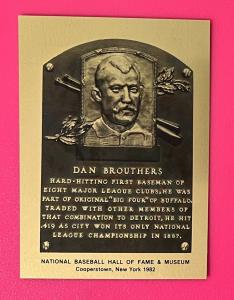 DAN BROUTHERS
HARD-HITTING FIRST BASEMAN OF
EIGHT MAJOR LEAGUE CLUBS, HE WAS
PART OF ORIGINAL "BIG FOUR" OF BUFFALO.
TRADED WITH OTHER MEMBERS OF
THAT COMBINATION TO DETROIT, HE HIT
.419 AS CITY WON ITS ONLY NATIONAL
LEAGUE CHAMPIONSHIP IN 1887.
NATIONAL BASEBALL HALL OF FAME & MUSEUM
Cooperstown, New York 1982